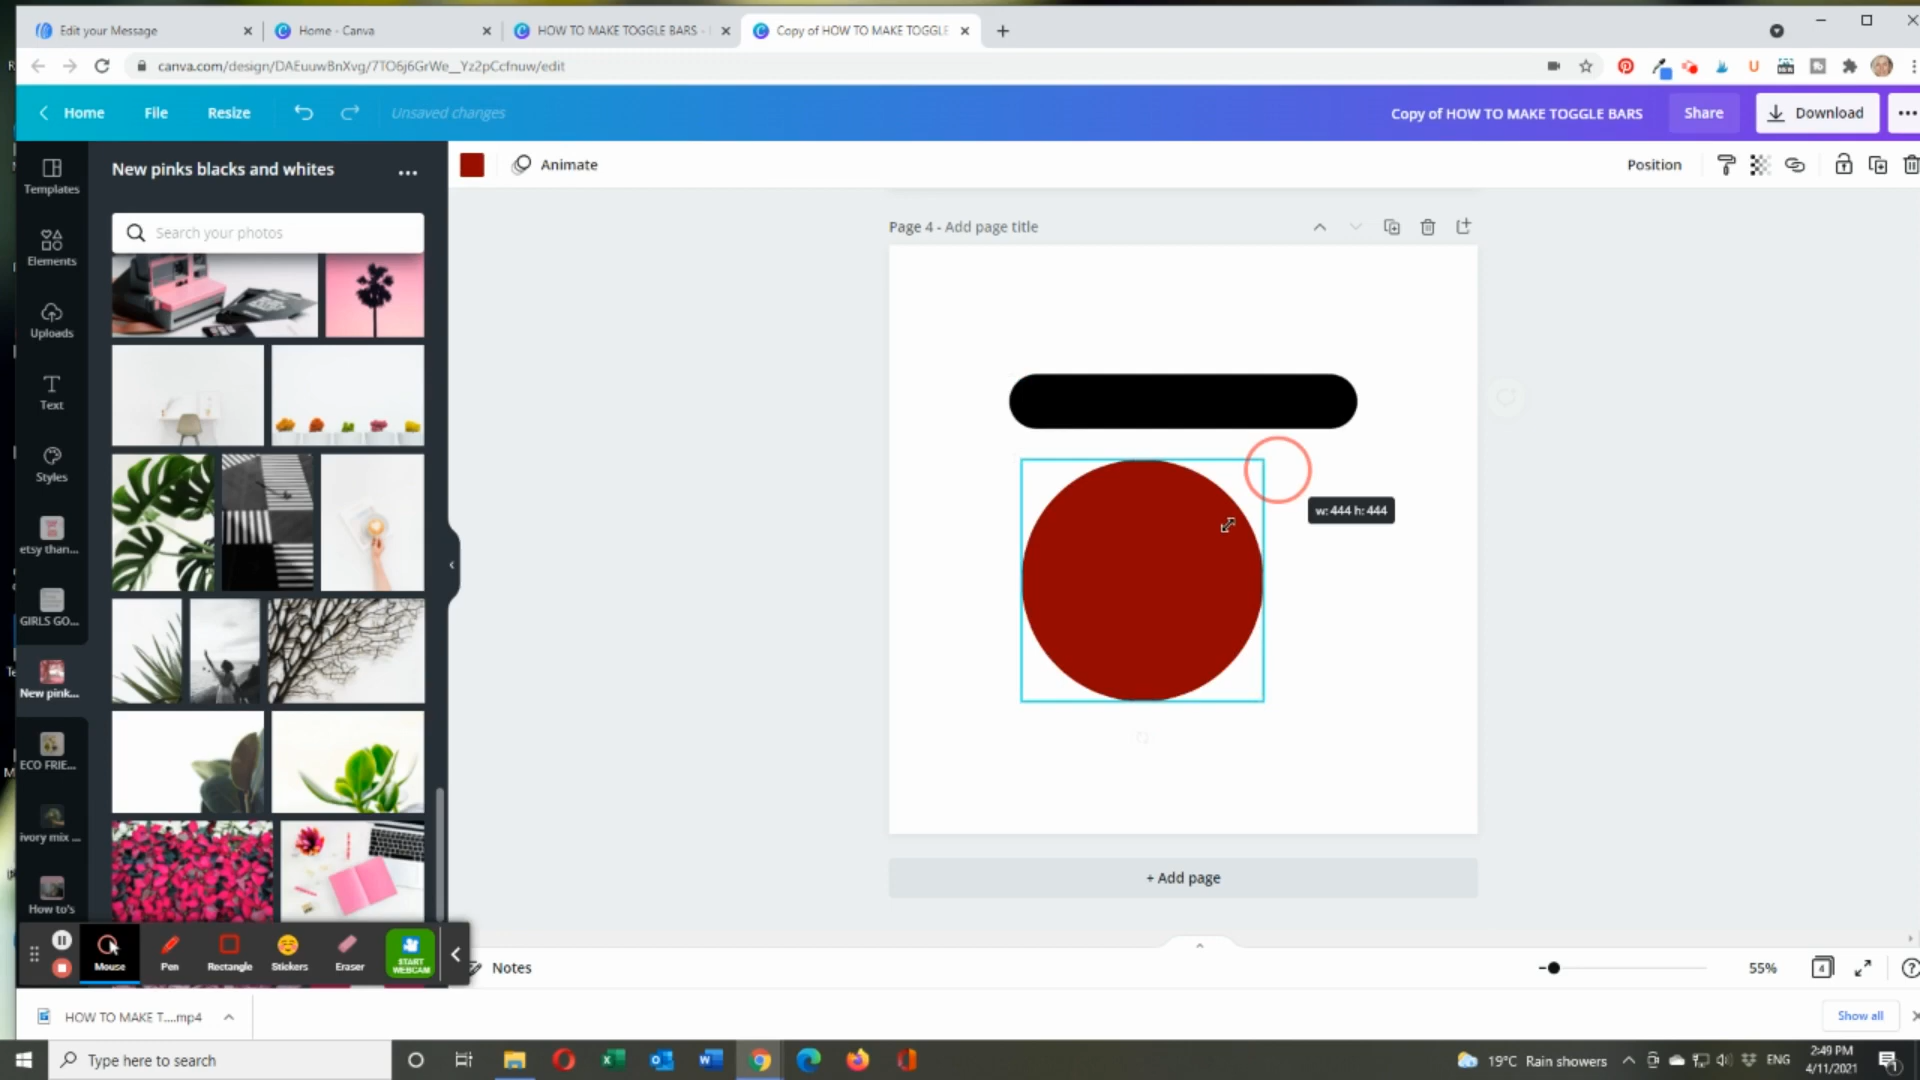 Edit your Message
Home - Canva
HOW TO MAKE TOGGLE BARS -
Copy of HOW TO MAKE TOGGLE
canva.com/design/DAEuuwBnXvg/7TO6j6GrWe__Yz2pCcfnuw/edit
Home
File
Resize
Unsaved changes
Copy of HOW TO MAKE TOGGLE BARS
Share
Download
Templates
New pinks blacks and whites
Animate
Position
Search your photos
Page 4 - Add page title
Elements
Uploads
Text
Styles
w: 444 h: 444
etsy than...
GIRLS GO...
New pink...
ECO FRIE...
ivory mix ...
How to's
+ Add page
Mouse
Pen
Rectangle
Stickers
Eraser
START
WEBCAM
Notes
55%
4
HOW TO MAKE T....mp4
Show all
Type here to search
19°C Rain showers
ENG
2:49 PM
4/11/2021